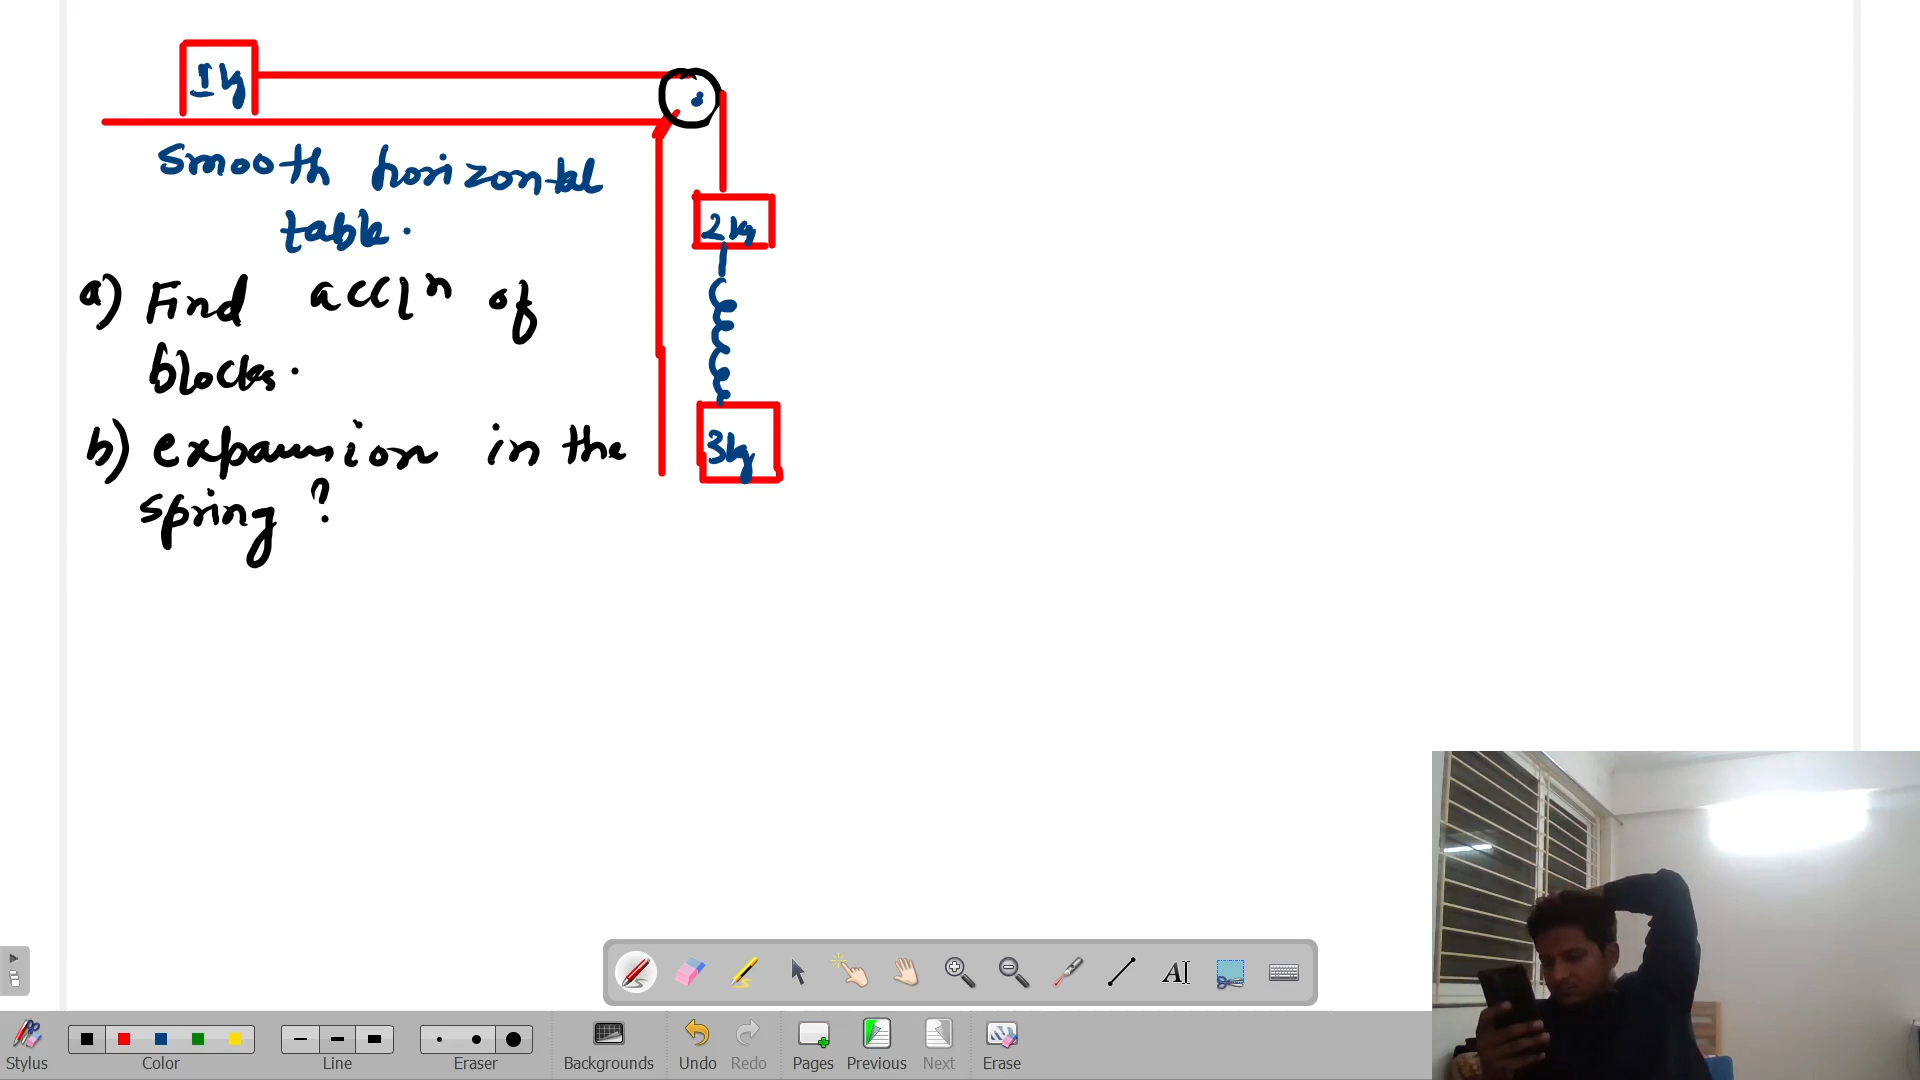 1kg
smooth horizontal
table.
2kg
3kg
a) Find accl^n of
blocks.
b) expansion in the
spring ?
Stylus
Color
Line
Eraser
Backgrounds
Undo
Redo
Pages
Previous
Next
Erase